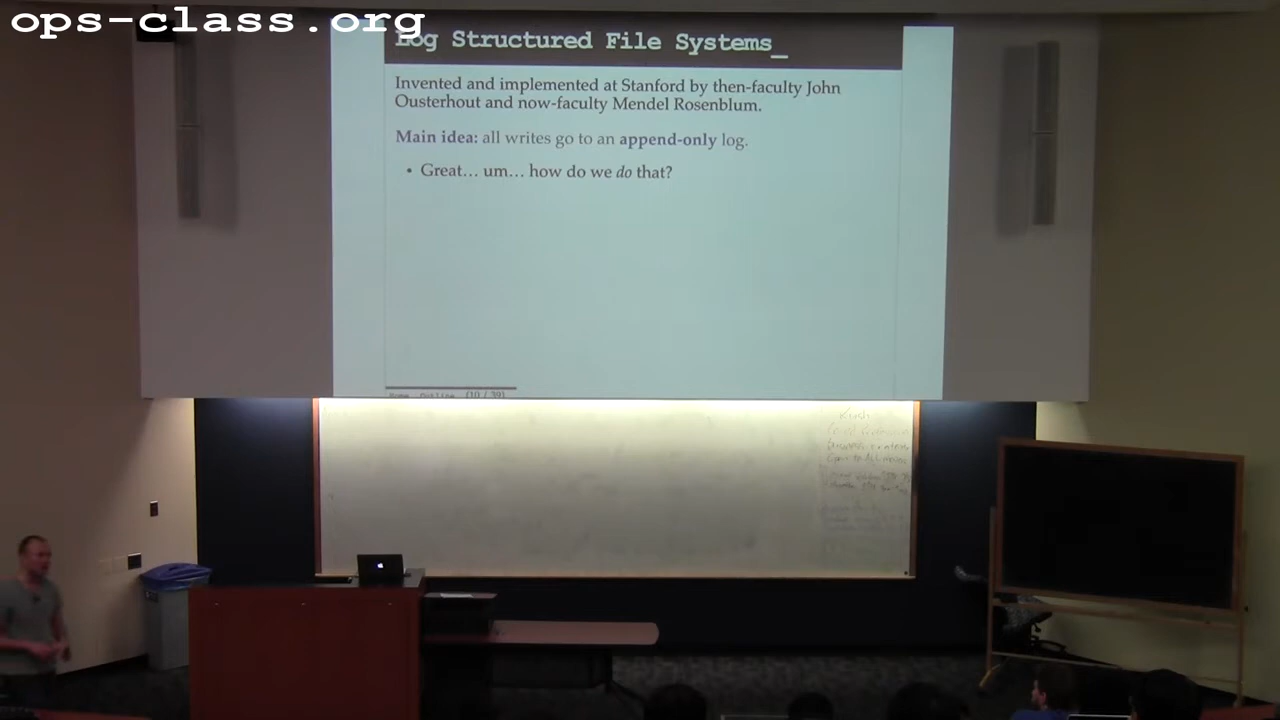 ops-class.org
Log Structured File Systems_
Invented and implemented at Stanford by then-faculty John
Ousterhout and now-faculty Mendel Rosenblum.
Main idea: all writes go to an append-only log.
• Great... um... how do we do that?